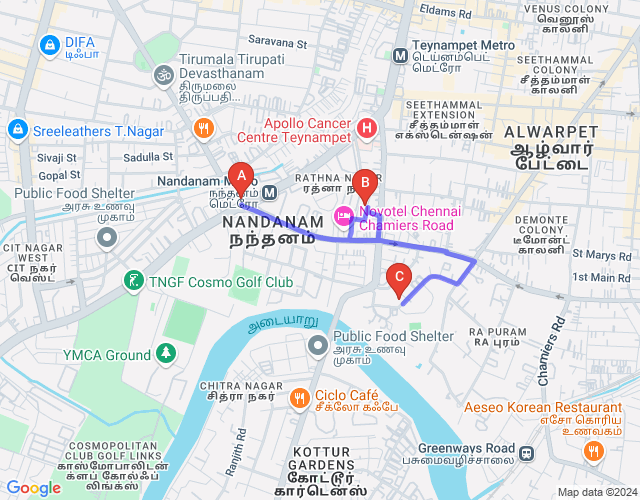 Eldams Rd
VENUS COLONY
வெனூஸ்
காலனி
DIFA
டிஃபா
Saravana St
Teynampet Metro
டெய்னம்பெட்
மெட்ரோ
Tirumala Tirupati
Devasthanam
திருமலை
திருப்பதி...
SEETHAMMAL
COLONY
சீத்தம்மாள்
காலனி
SEETHAMMAL
EXTENSION
சீத்தம்மாள்
எக்ஸ்டென்ஷன்
Apollo Cancer
Centre Teynampet
H
Sreeleathers T.Nagar
ALWARPET
ஆழ்வார்
பேட்டை
Sivaji St
Sadulla St
Gopal St
Nandanam Metro
நந்தனம்
மெட்ரோ
A
RATHNA
B
Public Food Shelter
அரசு உணவு
முகாம்
NANDANAM
நந்தனம்
Novotel Chennai
Chamiers Road
DEMONTE
COLONY
டிமோண்ட்
காலனி
CIT NAGAR
WEST
CIT நகர்
வெஸ்ட்
St Marys Rd
1st Main Rd
TNGF Cosmo Golf Club
C
அடையாறு
RA PURAM
RA புரம்
Chamiers Rd
Public Food Shelter
அரசு உணவு
முகாம்
YMCA Ground
CHITRA NAGAR
சித்ரா நகர்
Ciclo Café
சீக்லோ கஃபே
Aeseo Korean Restaurant
எசோ கொரிய
உணவகம்
Ranjith Rd
COSMOPOLITAN
CLUB GOLF LINKS
காஸ்மோபாலிடன்
க்ளப் கோல்ஃப்
லிங்க்ஸ்
KOTTUR
GARDENS
கோட்டூர்
கார்டென்ஸ்
Greenways Road
பசுமைவழிச்சாலை
Google
Map data ©2024